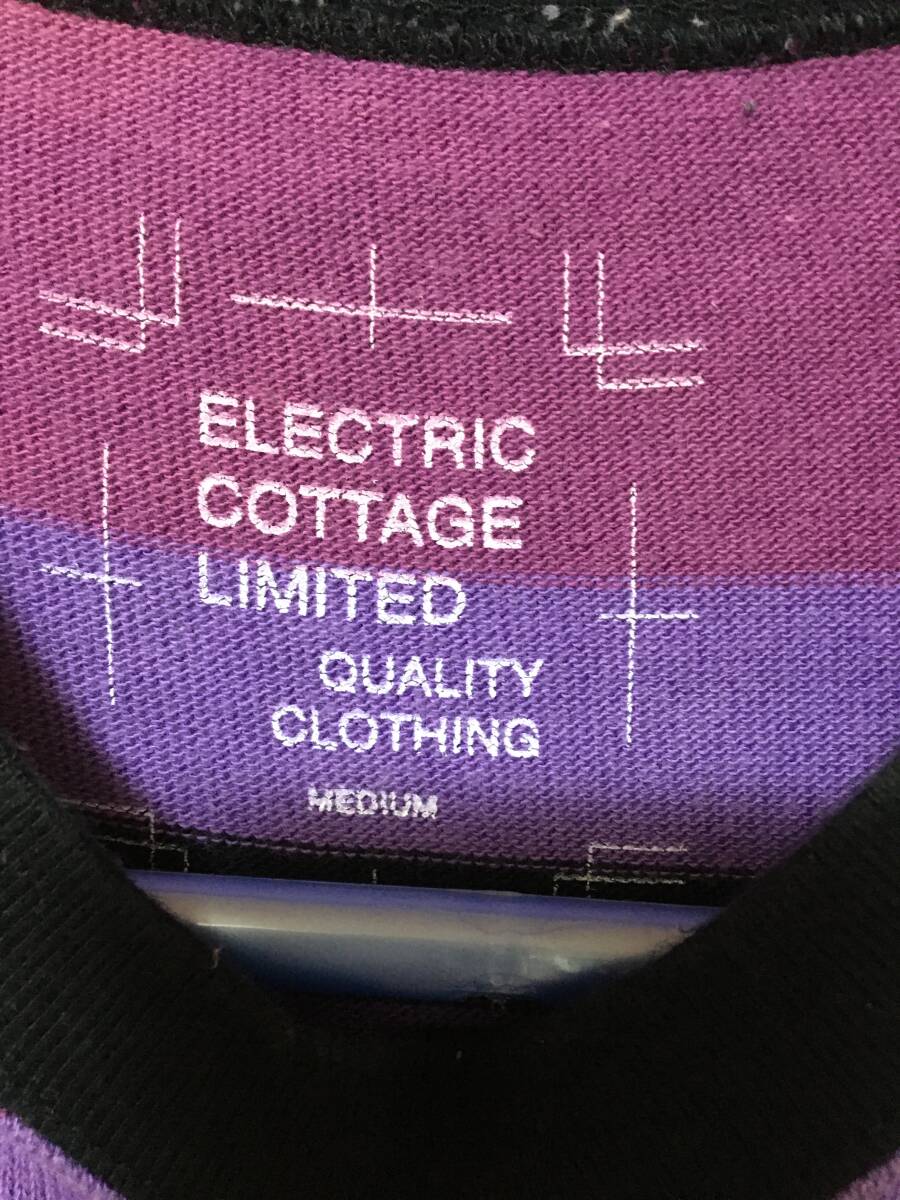 ELECTRIC
COTTAGE
LIMITED
QUALITY
CLOTHING
MEDIUM